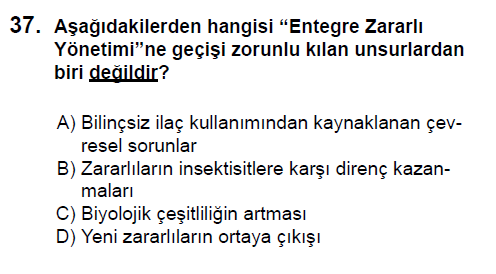 37. Aşağıdakilerden hangisi “Entegre Zararlı
Yönetimi”ne geçişi zorunlu kılan unsurlardan
biri değildir?
A) Bilinçsiz ilaç kullanımından kaynaklanan çev-
resel sorunlar
B) Zararlıların insektisitlere karşı direnç kazan-
maları
C) Biyolojik çeşitliliğin artması
D) Yeni zararlıların ortaya çıkışı